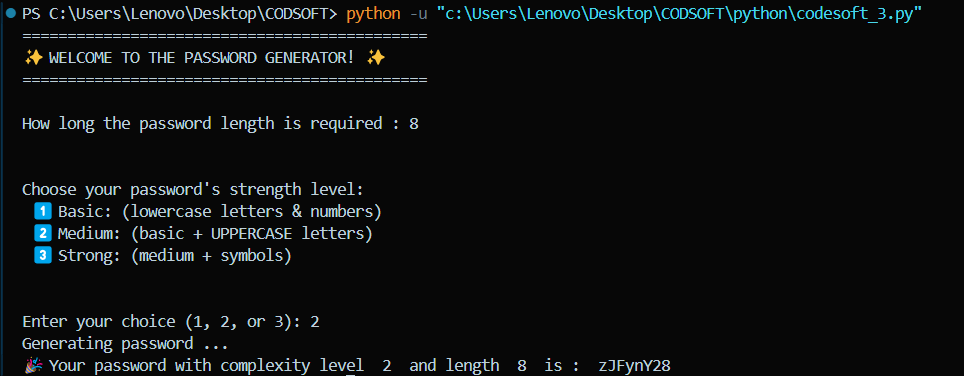 PS C:\Users\Lenovo\Desktop\CODSOFT> python -u "c:\Users\Lenovo\Desktop\CODSOFT\python\codesoft_3.py"
=============================================
✨ WELCOME TO THE PASSWORD GENERATOR! ✨
=============================================
How long the password length is required : 8
Choose your password's strength level:
1️⃣ Basic: (lowercase letters & numbers)
2️⃣ Medium: (basic + UPPERCASE letters)
3️⃣ Strong: (medium + symbols)
Enter your choice (1, 2, or 3): 2
Generating password ...
🎉 Your password with complexity level  2  and length  8  is :  zJFynY28